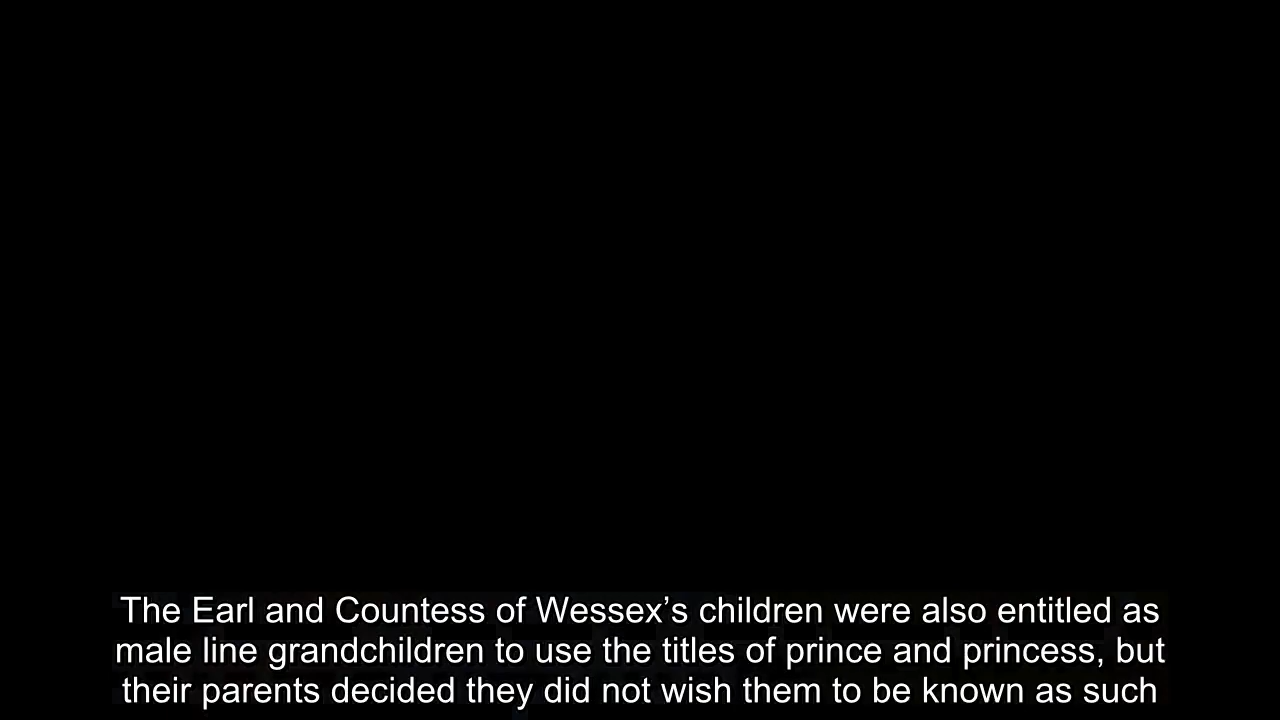 The Earl and Countess of Wessex’s children were also entitled as
male line grandchildren to use the titles of prince and princess, but
their parents decided they did not wish them to be known as such